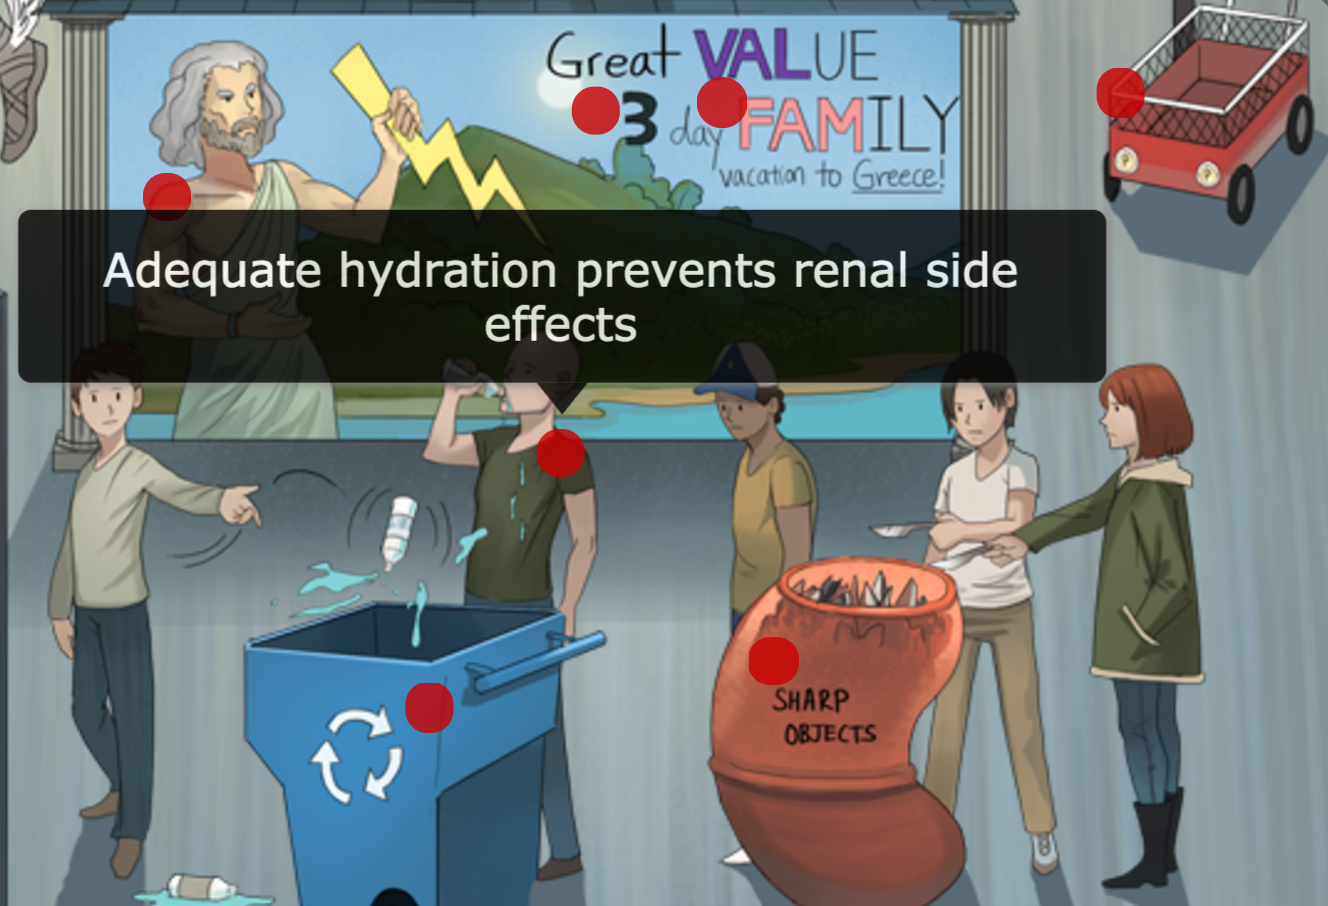 Great VALUE
3 day FAMILY
vacation to Greece!
Adequate hydration prevents renal side
effects
SHARP
OBJECTS